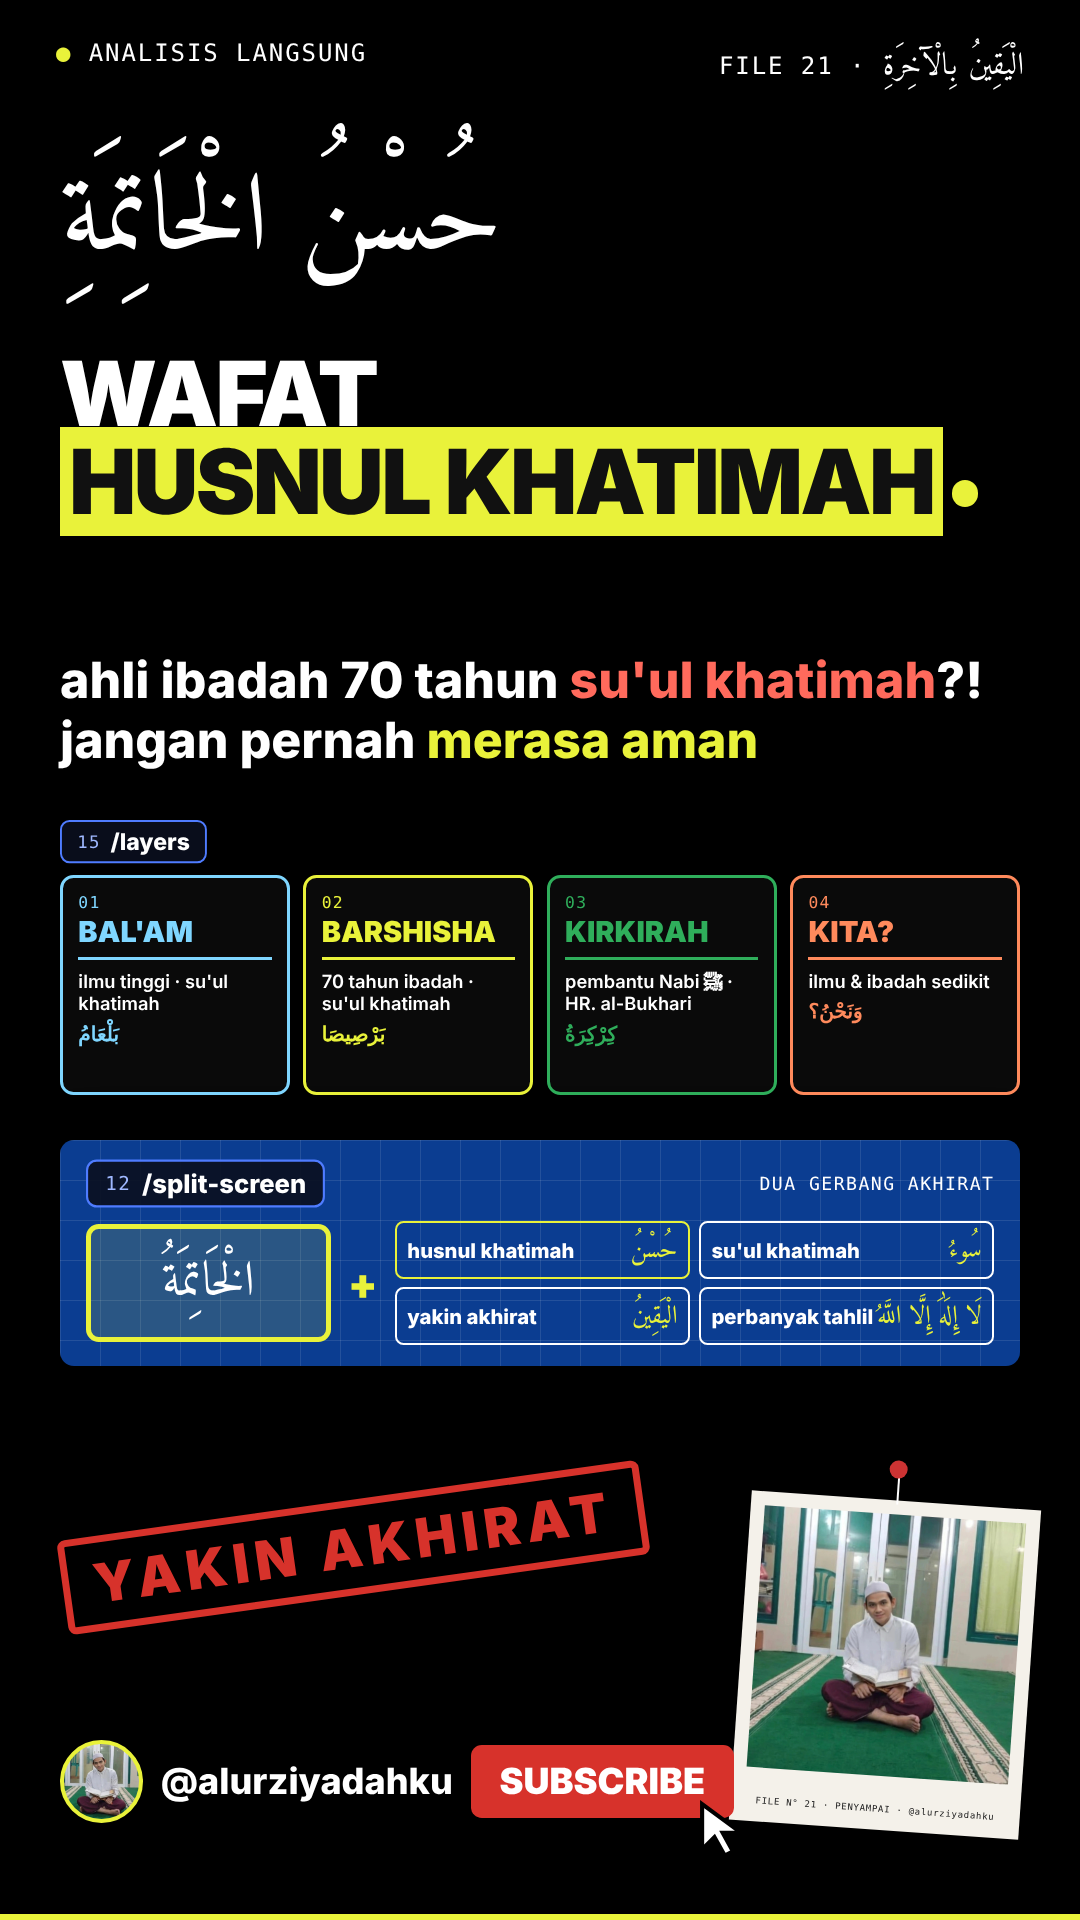 ANALISIS LANGSUNG
FILE 21 · الْيَقِينُ بِالْآخِرَةِ
حُسْنُ الْخَاتِمَةِ
WAFAT
HUSNUL KHATIMAH.
ahli ibadah 70 tahun su'ul khatimah?!
jangan pernah merasa aman
15 /layers
01
BAL'AM
ilmu tinggi · su'ul
khatimah
بَلْعَامُ
02
BARSHISHA
70 tahun ibadah ·
su'ul khatimah
بَرْصِيصَا
03
KIRKIRAH
pembantu Nabi ﷺ ·
HR. al-Bukhari
كِرْكِرَةُ
04
KITA?
ilmu & ibadah sedikit
وَنَحْنُ؟
12 /split-screen
DUA GERBANG AKHIRAT
الْخَاتِمَةُ
+
husnul khatimah حُسْنُ
su'ul khatimah سُوءُ
yakin akhirat الْيَقِينُ
perbanyak tahlil لَا إِلَٰهَ إِلَّا اللَّهُ
YAKIN AKHIRAT
@alurziyadahku
SUBSCRIBE
FILE N° 21 · PENYAMPAI · @alurziyadahku